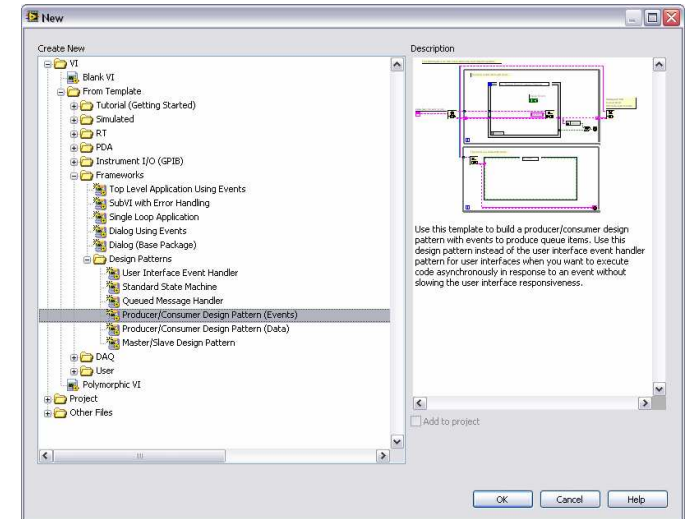 New
Create New
VI
Blank VI
From Template
Tutorial (Getting Started)
Simulated
RT
PDA
Instrument I/O (GPIB)
Frameworks
Top Level Application Using Events
SubVI with Error Handling
Single Loop Application
Dialog Using Events
Dialog (Base Package)
Design Patterns
User Interface Event Handler
Standard State Machine
Queued Message Handler
Producer/Consumer Design Pattern (Events)
Producer/Consumer Design Pattern (Data)
Master/Slave Design Pattern
DAQ
User
Polymorphic VI
Project
Other Files
Description
Use this template to build a producer/consumer design
pattern with events to produce queue items. Use this
design pattern instead of the user interface event handler
pattern for user interfaces when you want to execute
code asynchronously in response to an event without
slowing the user interface responsiveness.
Add to project
OK
Cancel
Help